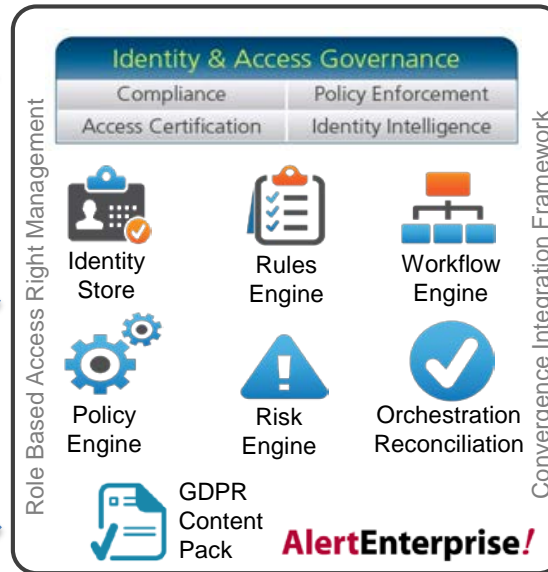 Identity & Access Governance
Compliance
Policy Enforcement
Access Certification
Identity Intelligence
Role Based Access Right Management
Convergence Integration Framework
Identity
Store
Rules
Engine
Workflow
Engine
Policy
Engine
Risk
Engine
Orchestration
Reconciliation
GDPR
Content
Pack
AlertEnterprise!